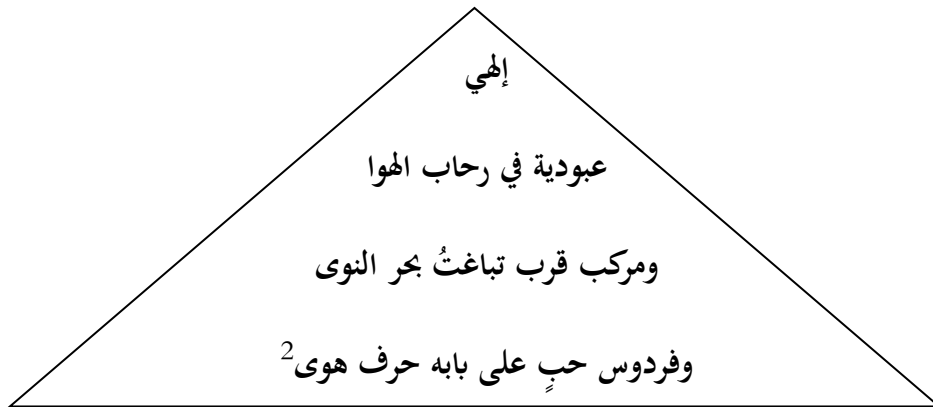 إلهي
عبودية في رحاب الهوا
ومركب قرب تباغتُ بحر النوى
وفردوس حبٍ على بابه حرف هوى2